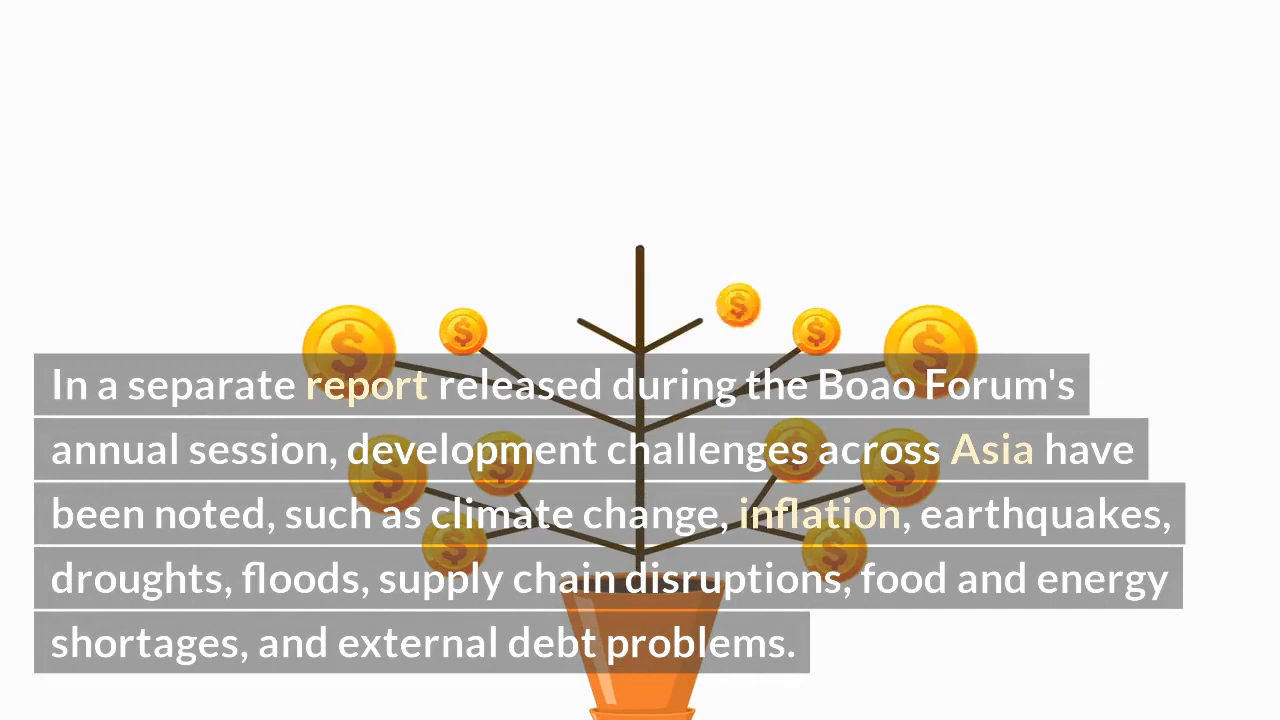 In a separate report released during the Boao Forum's
annual session, development challenges across Asia have
been noted, such as climate change, inflation, earthquakes,
droughts, floods, supply chain disruptions, food and energy
shortages, and external debt problems.